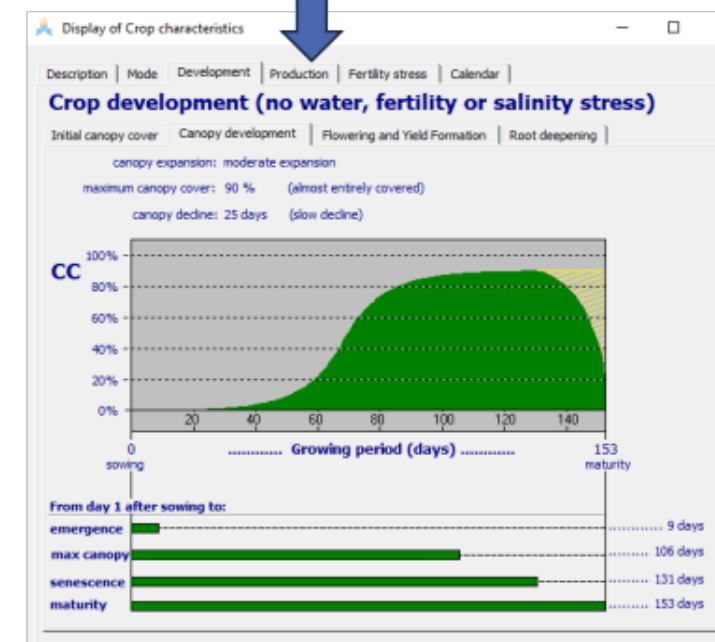 Display of Crop characteristics
Description Mode Development Production Fertility stress Calendar
Crop development (no water, fertility or salinity stress)
Initial canopy cover Canopy development Flowering and Yield Formation Root deepening
canopy expansion: moderate expansion
maximum canopy cover: 90 % (almost entirely covered)
canopy decline: 25 days (slow decline)
CC
100%
80%
60%
40%
20%
0%
20 40 60 80 100 120 140
0 ............. Growing period (days) ............. 153
sowing maturity
From day 1 after sowing to:
emergence ............ 9 days
max canopy ......... 106 days
senescence ......... 131 days
maturity ......... 153 days